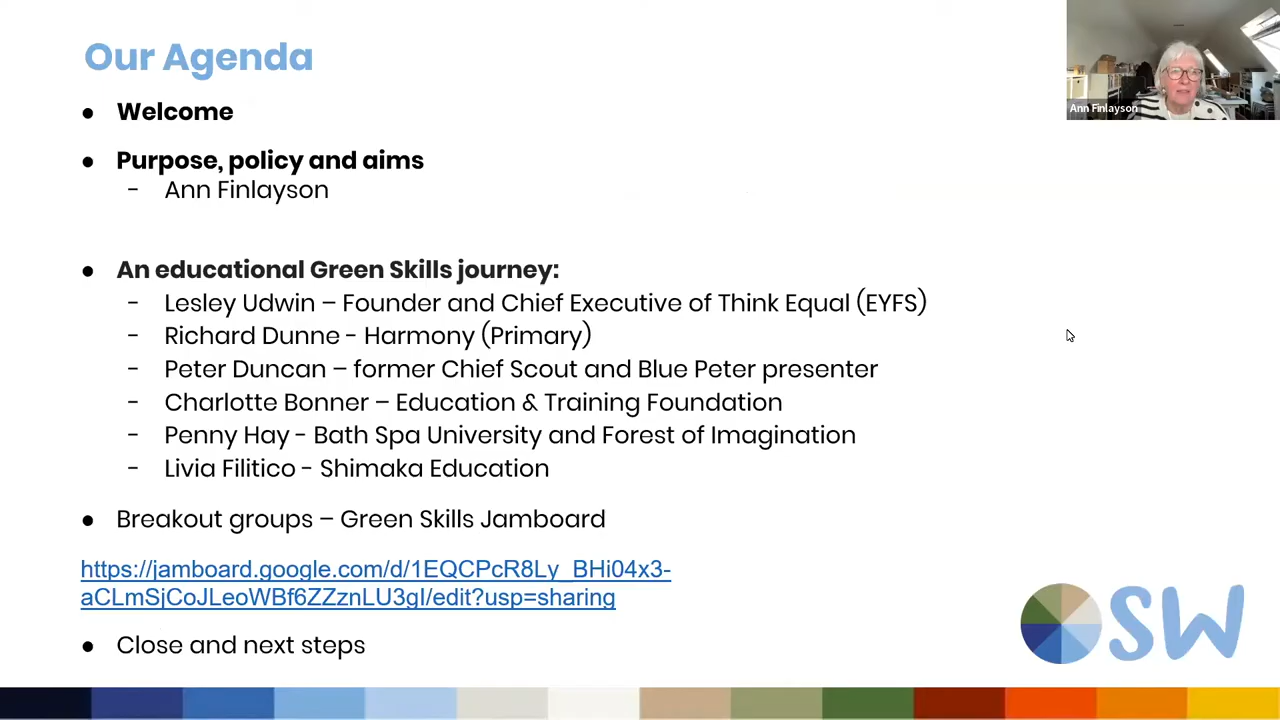 Our Agenda
Ann Finlayson
● Welcome
● Purpose, policy and aims
- Ann Finlayson
● An educational Green Skills journey:
- Lesley Udwin – Founder and Chief Executive of Think Equal (EYFS)
- Richard Dunne - Harmony (Primary)
- Peter Duncan – former Chief Scout and Blue Peter presenter
- Charlotte Bonner – Education & Training Foundation
- Penny Hay - Bath Spa University and Forest of Imagination
- Livia Filitico - Shimaka Education
● Breakout groups – Green Skills Jamboard
https://jamboard.google.com/d/1EQCPcR8Ly_BHi04x3-
aCLmSjCoJLeoWBf6ZZznLU3gI/edit?usp=sharing
● Close and next steps
SW